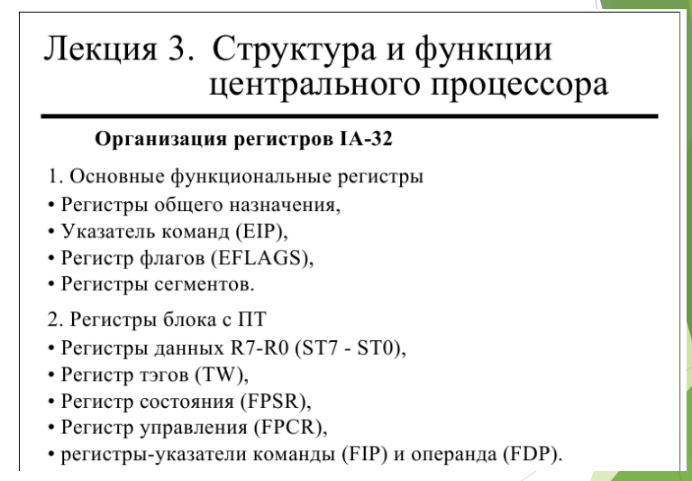 Лекция 3.  Структура и функции
центрального процессора
Организация регистров IA-32
1. Основные функциональные регистры
• Регистры общего назначения,
• Указатель команд (EIP),
• Регистр флагов (EFLAGS),
• Регистры сегментов.
2. Регистры блока с ПТ
• Регистры данных R7-R0 (ST7 - ST0),
• Регистр тэгов (TW),
• Регистр состояния (FPSR),
• Регистр управления (FPCR),
• регистры-указатели команды (FIP) и операнда (FDP).